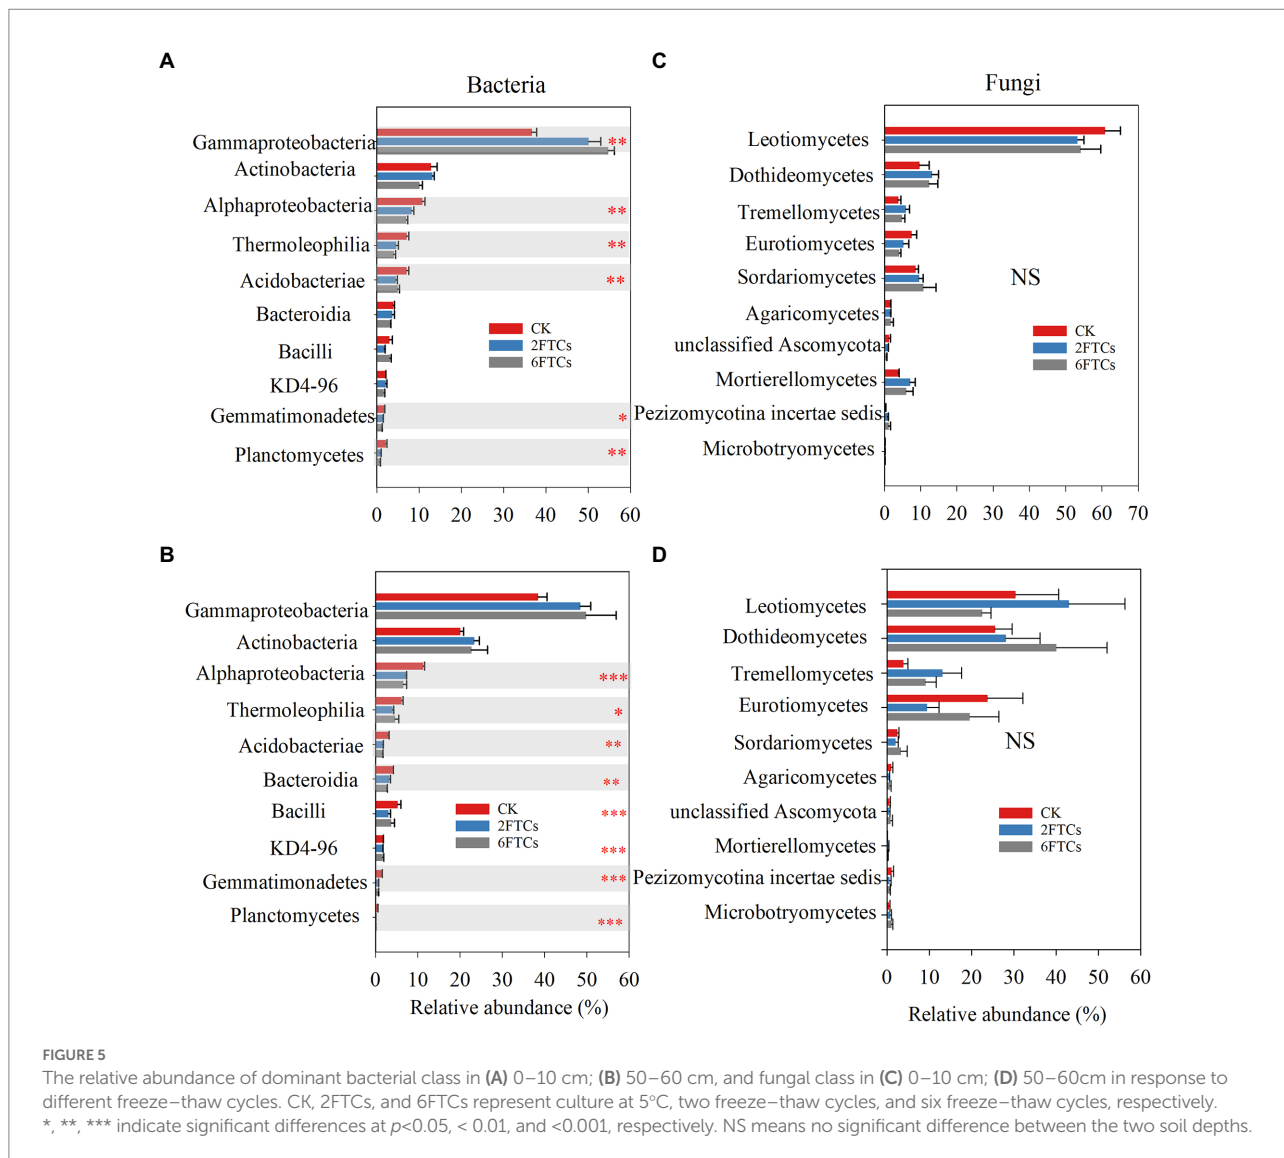 A
Bacteria
Gammaproteobacteria
**
Actinobacteria
Alphaproteobacteria
**
Thermoleophilia
**
Acidobacteriae
**
Bacteroidia
Bacilli
KD4-96
Gemmatimonadetes
*
Planctomycetes
**
CK
2FTCs
6FTCs
0 10 20 30 40 50 60
C
Fungi
Leotiomycetes
Dothideomycetes
Tremellomycetes
Eurotiomycetes
Sordariomycetes
NS
Agaricomycetes
unclassified Ascomycota
Mortierellomycetes
Pezizomycotina incertae sedis
Microbotryomycetes
CK
2FTCs
6FTCs
0 10 20 30 40 50 60 70
B
Gammaproteobacteria
Actinobacteria
Alphaproteobacteria
***
Thermoleophilia
*
Acidobacteriae
**
Bacteroidia
**
Bacilli
***
KD4-96
***
Gemmatimonadetes
***
Planctomycetes
***
CK
2FTCs
6FTCs
0 10 20 30 40 50 60
Relative abundance (%)
D
Leotiomycetes
Dothideomycetes
Tremellomycetes
Eurotiomycetes
Sordariomycetes
NS
Agaricomycetes
unclassified Ascomycota
Mortierellomycetes
Pezizomycotina incertae sedis
Microbotryomycetes
CK
2FTCs
6FTCs
0 10 20 30 40 50 60
Relative abundance (%)
FIGURE 5
The relative abundance of dominant bacterial class in (A) 0–10 cm; (B) 50–60 cm, and fungal class in (C) 0–10 cm; (D) 50–60cm in response to
different freeze–thaw cycles. CK, 2FTCs, and 6FTCs represent culture at 5°C, two freeze–thaw cycles, and six freeze–thaw cycles, respectively.
*, **, *** indicate significant differences at p<0.05, < 0.01, and <0.001, respectively. NS means no significant difference between the two soil depths.